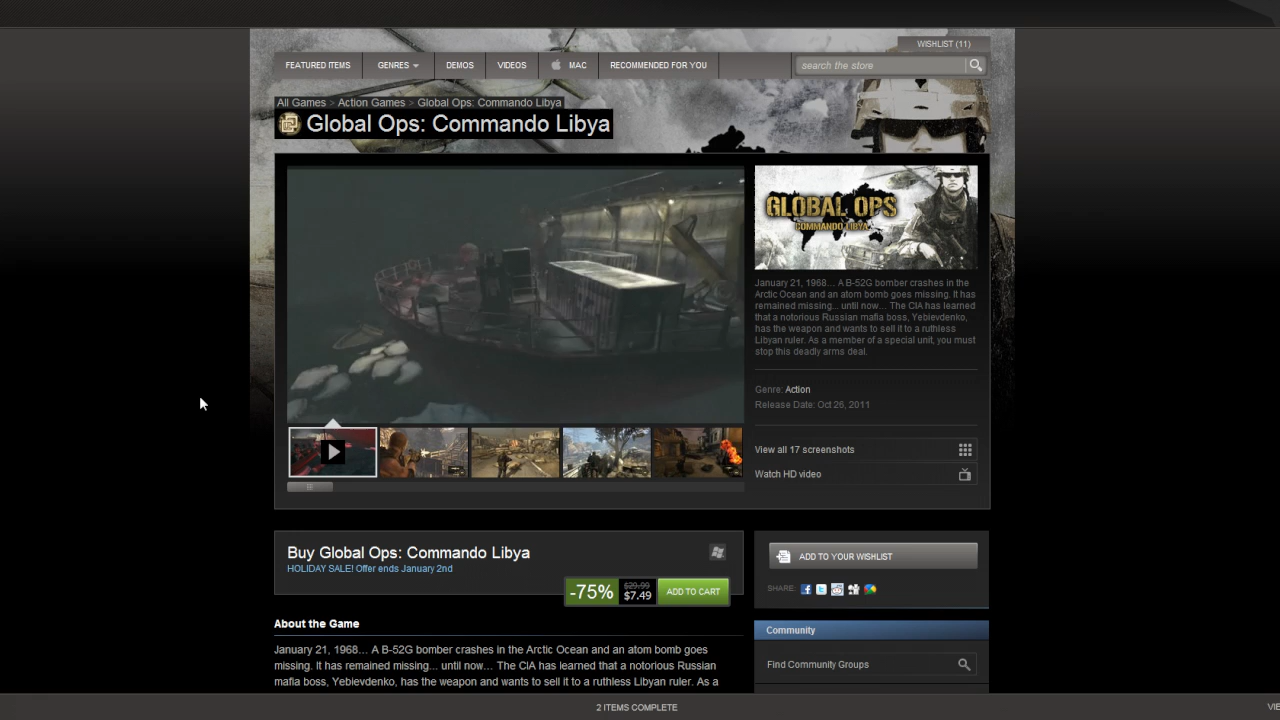 WISHLIST (11)
FEATURED ITEMS GENRES DEMOS VIDEOS MAC RECOMMENDED FOR YOU search the store
All Games > Action Games > Global Ops: Commando Libya
Global Ops: Commando Libya
GLOBAL OPS
COMMANDO LIBYA
January 21, 1968... A B-52G bomber crashes in the
Arctic Ocean and an atom bomb goes missing. It has
remained missing... until now... The CIA has learned
that a notorious Russian mafia boss, Yebievdenko,
has the weapon and wants to sell it to a ruthless
Libyan ruler. As a member of a special unit, you must
stop this deadly arms deal.
Genre: Action
Release Date: Oct 26, 2011
View all 17 screenshots
Watch HD video
Buy Global Ops: Commando Libya
HOLIDAY SALE! Offer ends January 2nd
-75% $29.99 $7.49 ADD TO CART
ADD TO YOUR WISHLIST
SHARE:
About the Game
January 21, 1968... A B-52G bomber crashes in the Arctic Ocean and an atom bomb goes
missing. It has remained missing... until now... The CIA has learned that a notorious Russian
mafia boss, Yebievdenko, has the weapon and wants to sell it to a ruthless Libyan ruler. As a
Community
Find Community Groups
2 ITEMS COMPLETE
VIE